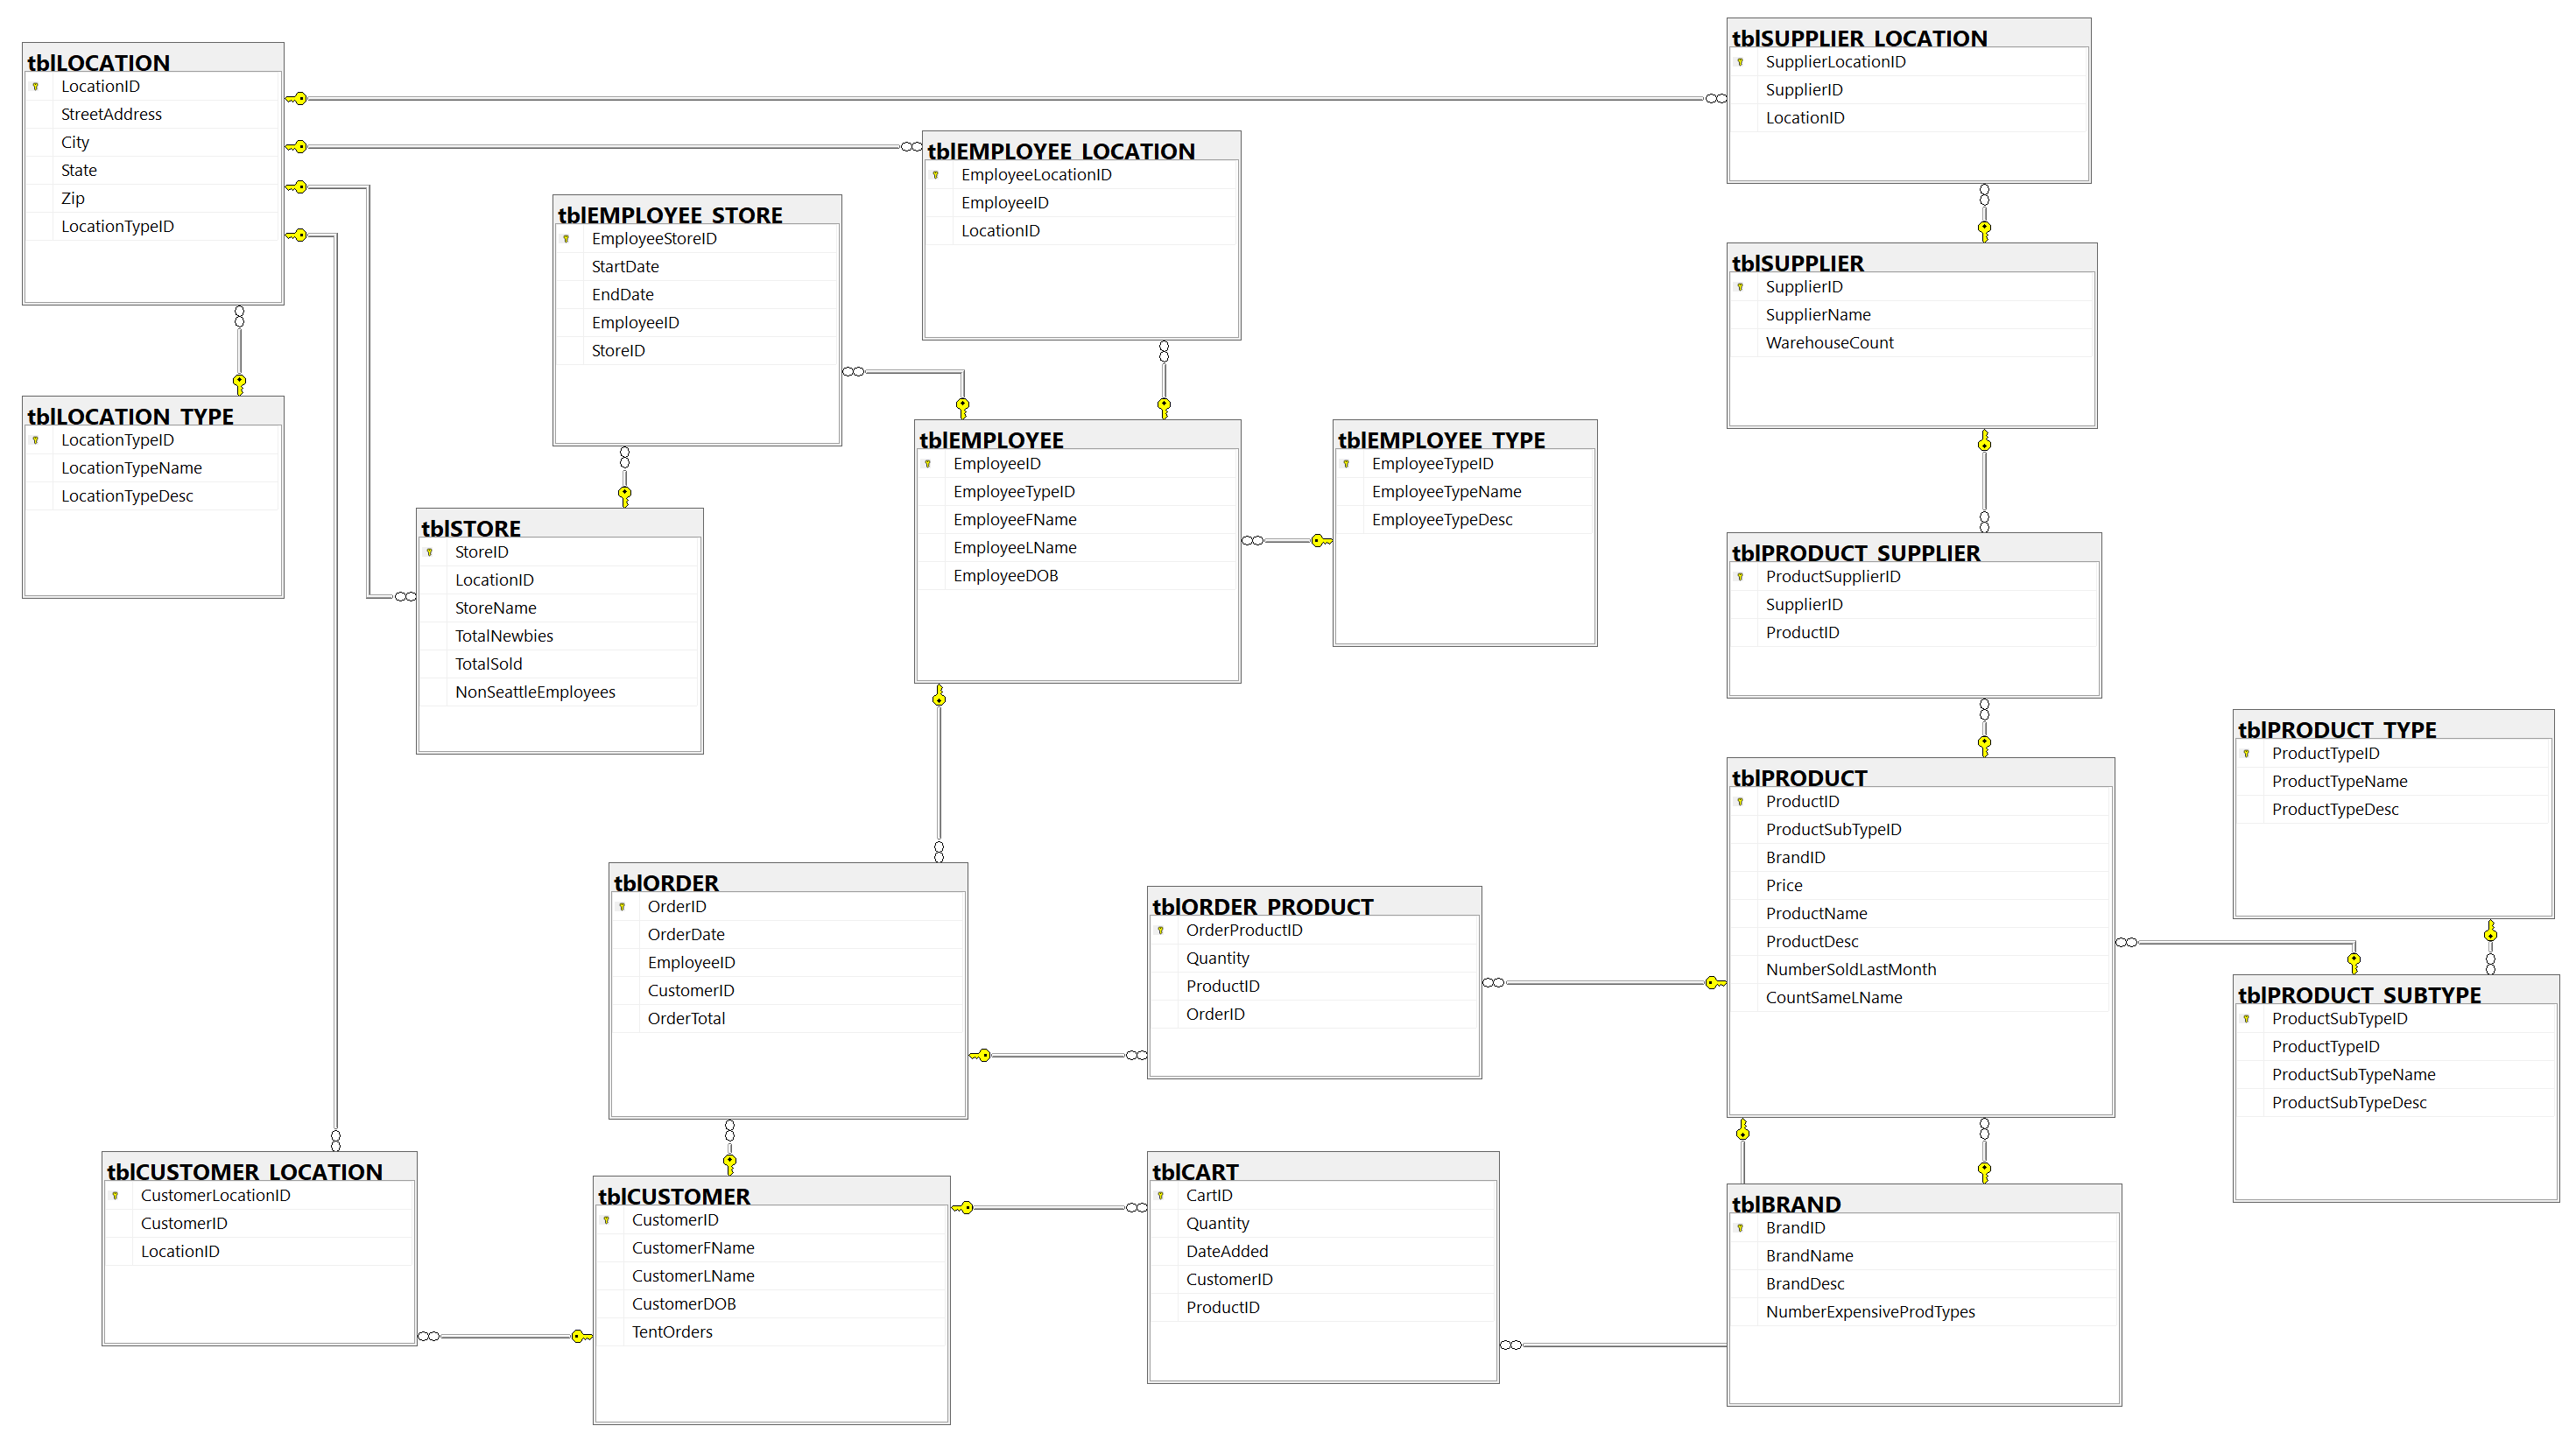 tblLOCATION
LocationID
StreetAddress
City
State
Zip
LocationTypeID
tblLOCATION_TYPE
LocationTypeID
LocationTypeName
LocationTypeDesc
tblEMPLOYEE_STORE
EmployeeStoreID
StartDate
EndDate
EmployeeID
StoreID
tblSTORE
StoreID
LocationID
StoreName
TotalNewbies
TotalSold
NonSeattleEmployees
tblEMPLOYEE_LOCATION
EmployeeLocationID
EmployeeID
LocationID
tblEMPLOYEE
EmployeeID
EmployeeTypeID
EmployeeFName
EmployeeLName
EmployeeDOB
tblEMPLOYEE_TYPE
EmployeeTypeID
EmployeeTypeName
EmployeeTypeDesc
tblSUPPLIER_LOCATION
SupplierLocationID
SupplierID
LocationID
tblSUPPLIER
SupplierID
SupplierName
WarehouseCount
tblPRODUCT_SUPPLIER
ProductSupplierID
SupplierID
ProductID
tblPRODUCT
ProductID
ProductSubTypeID
BrandID
Price
ProductName
ProductDesc
NumberSoldLastMonth
CountSameLName
tblPRODUCT_TYPE
ProductTypeID
ProductTypeName
ProductTypeDesc
tblPRODUCT_SUBTYPE
ProductSubTypeID
ProductTypeID
ProductSubTypeName
ProductSubTypeDesc
tblORDER
OrderID
OrderDate
EmployeeID
CustomerID
OrderTotal
tblORDER_PRODUCT
OrderProductID
Quantity
ProductID
OrderID
tblCUSTOMER_LOCATION
CustomerLocationID
CustomerID
LocationID
tblCUSTOMER
CustomerID
CustomerFName
CustomerLName
CustomerDOB
TentOrders
tblCART
CartID
Quantity
DateAdded
CustomerID
ProductID
tblBRAND
BrandID
BrandName
BrandDesc
NumberExpensiveProdTypes